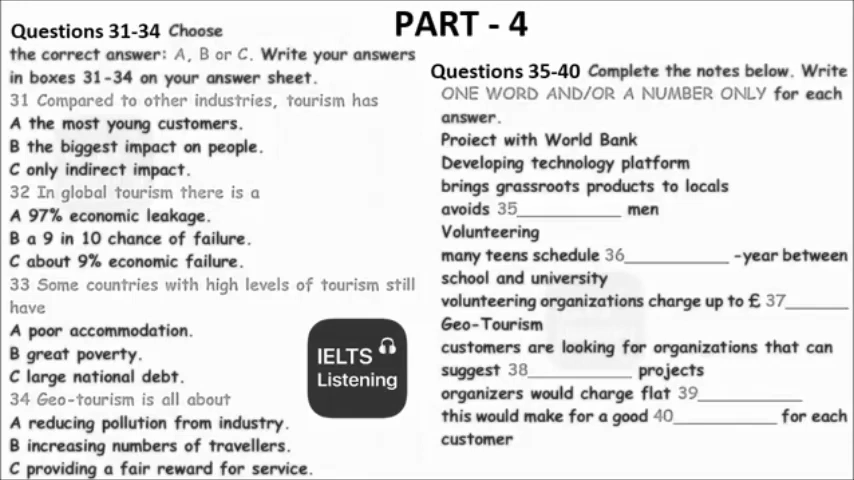 PART - 4
Questions 31-34 Choose
the correct answer: A, B or C. Write your answers
in boxes 31-34 on your answer sheet.
31 Compared to other industries, tourism has
A the most young customers.
B the biggest impact on people.
C only indirect impact.
32 In global tourism there is a
A 97% economic leakage.
B a 9 in 10 chance of failure.
C about 9% economic failure.
33 Some countries with high levels of tourism still
have
A poor accommodation.
B great poverty.
C large national debt.
34 Geo-tourism is all about
A reducing pollution from industry.
B increasing numbers of travellers.
C providing a fair reward for service.
IELTS
Listening
Questions 35-40 Complete the notes below. Write
ONE WORD AND/OR A NUMBER ONLY for each
answer.
Proiect with World Bank
Developing technology platform
brings grassroots products to locals
avoids 35__________ men
Volunteering
many teens schedule 36__________ -year between
school and university
volunteering organizations charge up to £ 37______
Geo-Tourism
customers are looking for organizations that can
suggest 38__________ projects
organizers would charge flat 39__________
this would make for a good 40__________ for each
customer